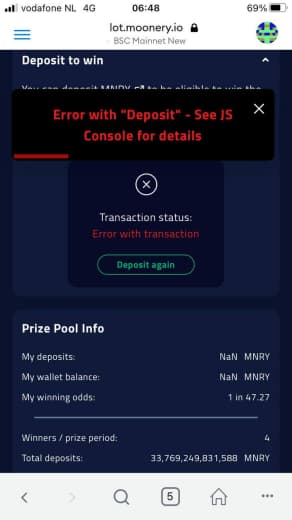 vodafone NL 4G 06:48 69%
lot.moonery.io
BSC Mainnet New
Deposit to win
You can deposit MNRY to be eligible to win the
Error with "Deposit" - See JS
Console for details
Transaction status:
Error with transaction
Deposit again
Prize Pool Info
My deposits: NaN MNRY
My wallet balance: NaN MNRY
My winning odds: 1 in 47.27
Winners / prize period: 4
Total deposits: 33,769,249,831,588 MNRY
5